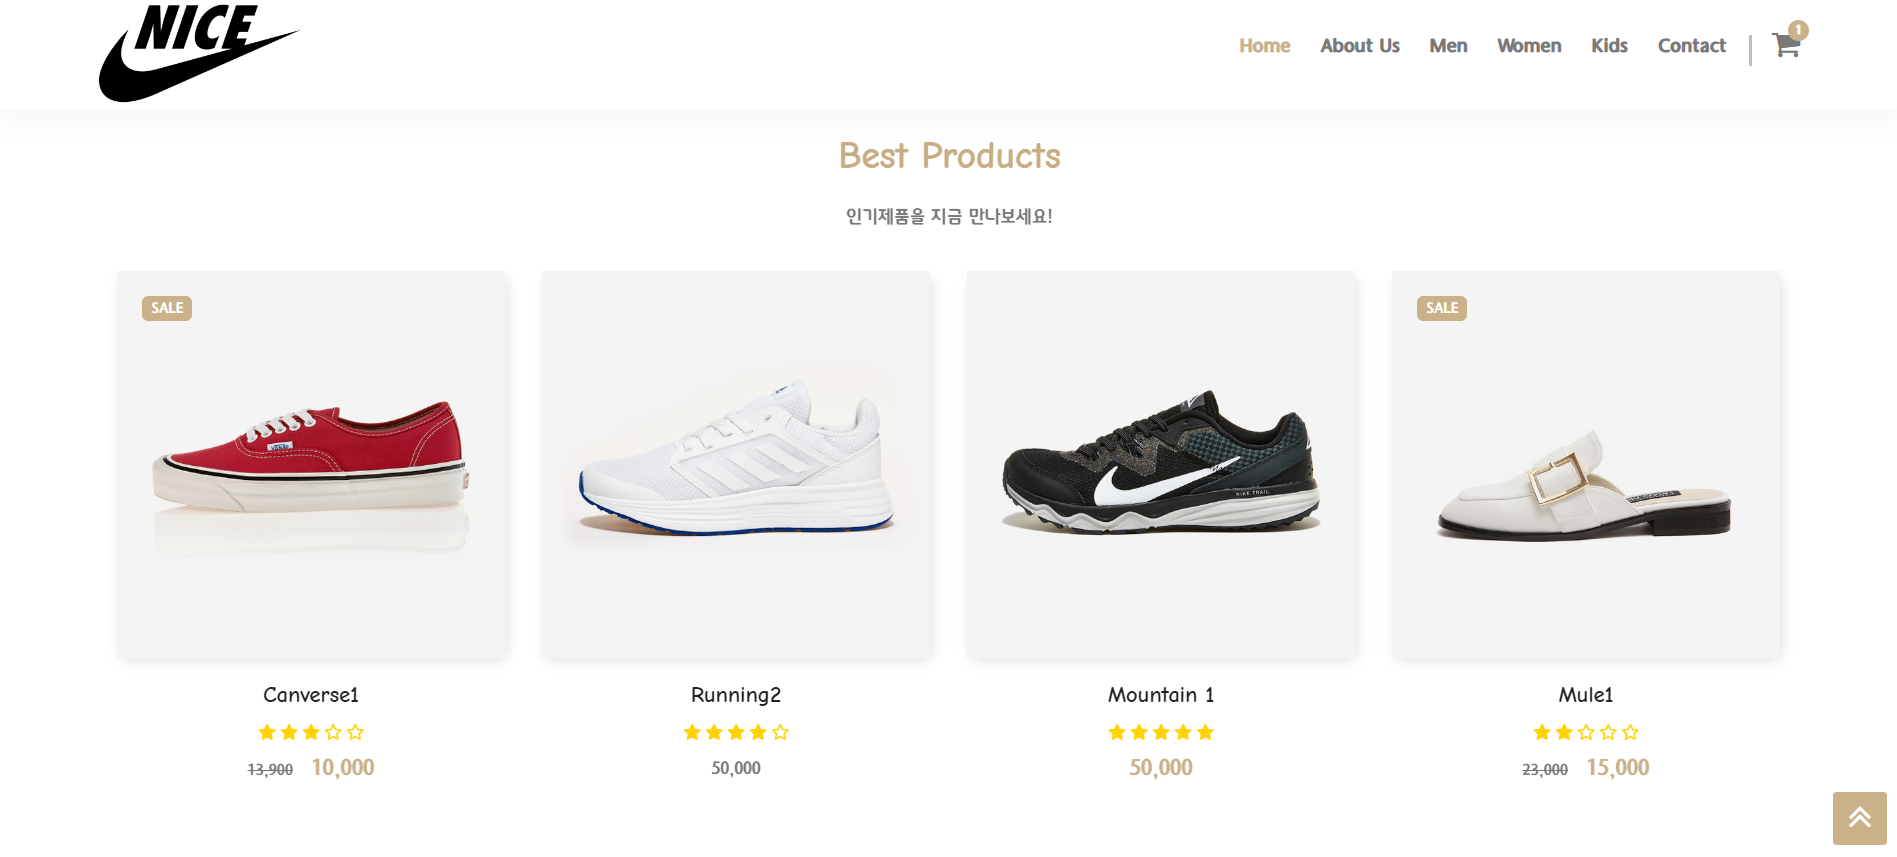 NICE
Home About Us Men Women Kids Contact 1
Best Products
인기제품을 지금 만나보세요!
SALE
SALE
NIKE TRAIL
Canverse1
Running2
Mountain 1
Mule1
13,900 10,000
50,000
50,000
23,000 15,000